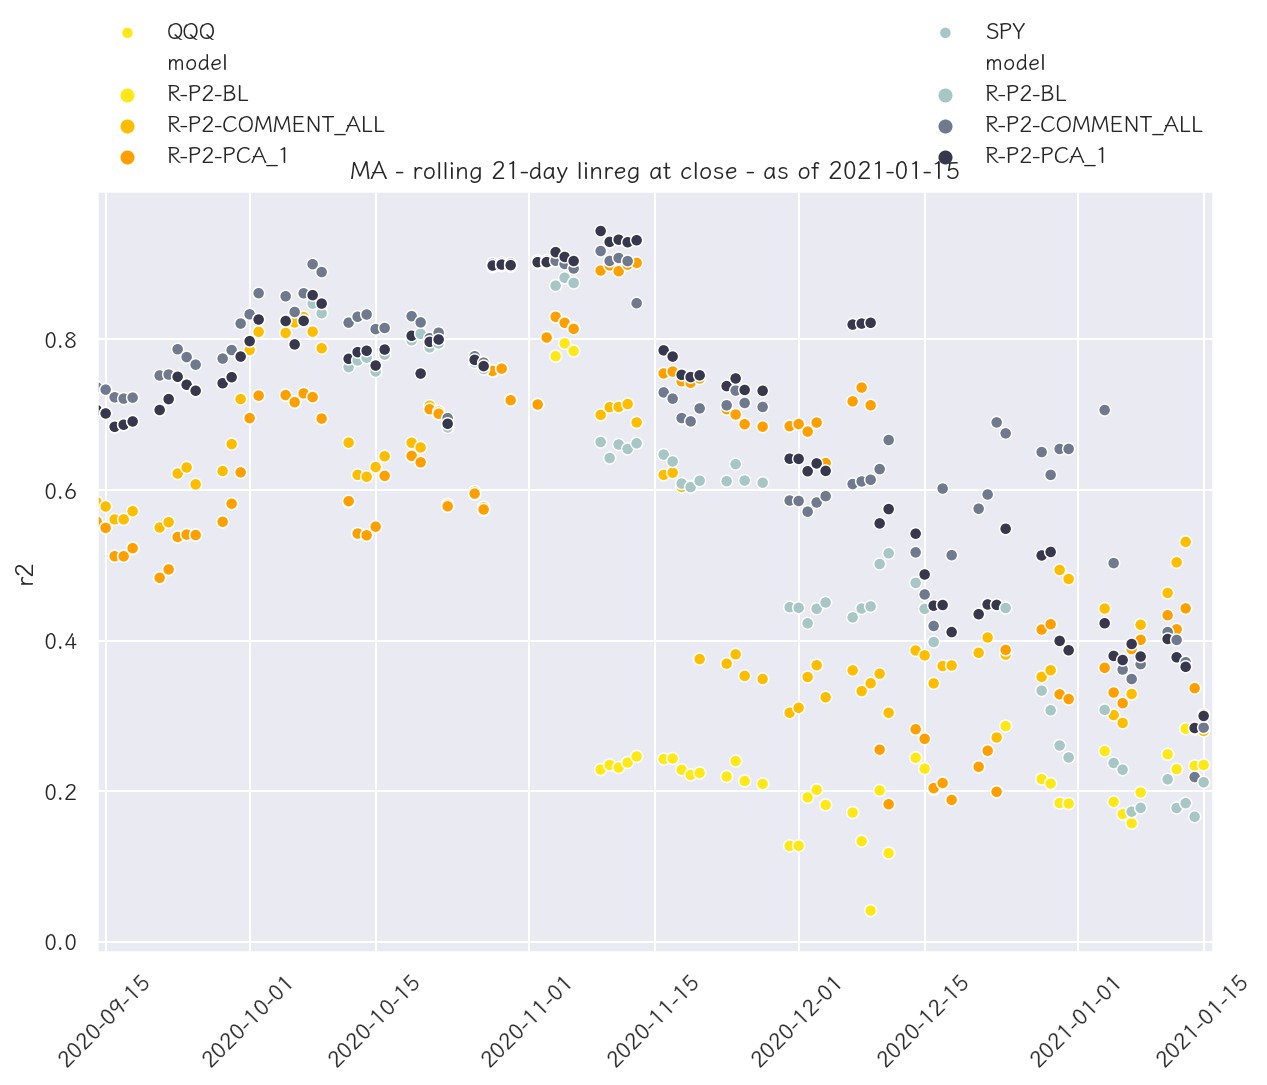 QQQ
model
R-P2-BL
R-P2-COMMENT_ALL
R-P2-PCA_1
SPY
model
R-P2-BL
R-P2-COMMENT_ALL
R-P2-PCA_1
MA - rolling 21-day linreg at close - as of 2021-01-15
r2
0.8
0.6
0.4
0.2
0.0
2020-09-15
2020-10-01
2020-10-15
2020-11-01
2020-11-15
2020-12-01
2020-12-15
2021-01-01
2021-01-15